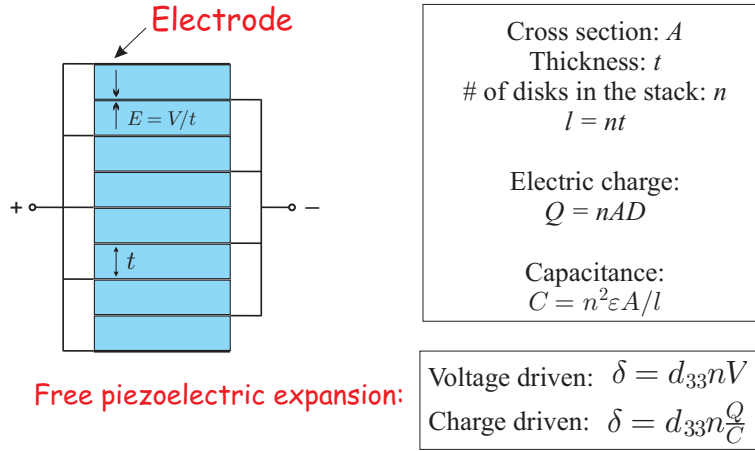 Electrode
E = V/t
+
−
t
Cross section: A
Thickness: t
# of disks in the stack: n
l = nt
Electric charge:
Q = nAD
Capacitance:
C = n²εA/l
Free piezoelectric expansion:
Voltage driven: δ = d₃₃nV
Charge driven: δ = d₃₃n Q/C